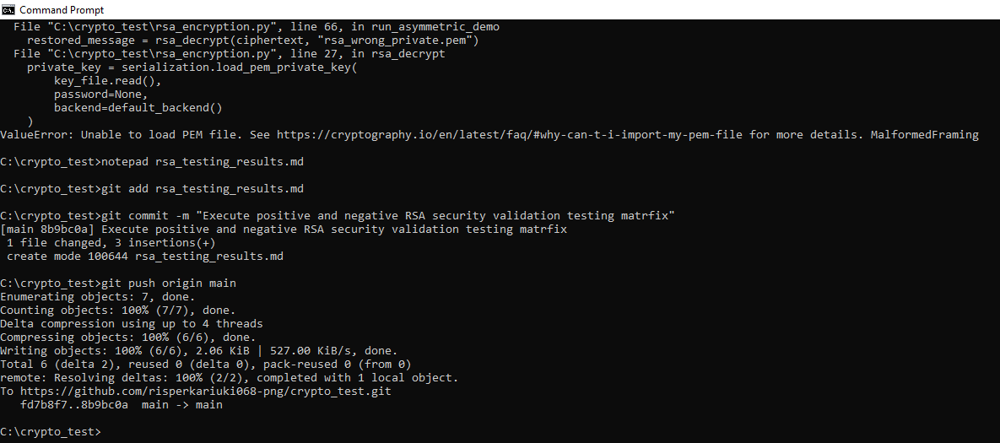 Command Prompt
File "C:\crypto_test\rsa_encryption.py", line 66, in run_asymmetric_demo
restored_message = rsa_decrypt(ciphertext, "rsa_wrong_private.pem")
File "C:\crypto_test\rsa_encryption.py", line 27, in rsa_decrypt
private_key = serialization.load_pem_private_key(
key_file.read(),
password=None,
backend=default_backend()
)
ValueError: Unable to load PEM file. See https://cryptography.io/en/latest/faq/#why-can-t-i-import-my-pem-file for more details. MalformedFraming
C:\crypto_test>notepad rsa_testing_results.md
C:\crypto_test>git add rsa_testing_results.md
C:\crypto_test>git commit -m "Execute positive and negative RSA security validation testing matrfix"
[main 8b9bc0a] Execute positive and negative RSA security validation testing matrfix
1 file changed, 3 insertions(+)
create mode 100644 rsa_testing_results.md
C:\crypto_test>git push origin main
Enumerating objects: 7, done.
Counting objects: 100% (7/7), done.
Delta compression using up to 4 threads
Compressing objects: 100% (6/6), done.
Writing objects: 100% (6/6), 2.06 KiB | 527.00 KiB/s, done.
Total 6 (delta 2), reused 0 (delta 0), pack-reused 0 (from 0)
remote: Resolving deltas: 100% (2/2), completed with 1 local object.
To https://github.com/risperkariuki068-png/crypto_test.git
fd7b8f7..8b9bc0a  main -> main
C:\crypto_test>